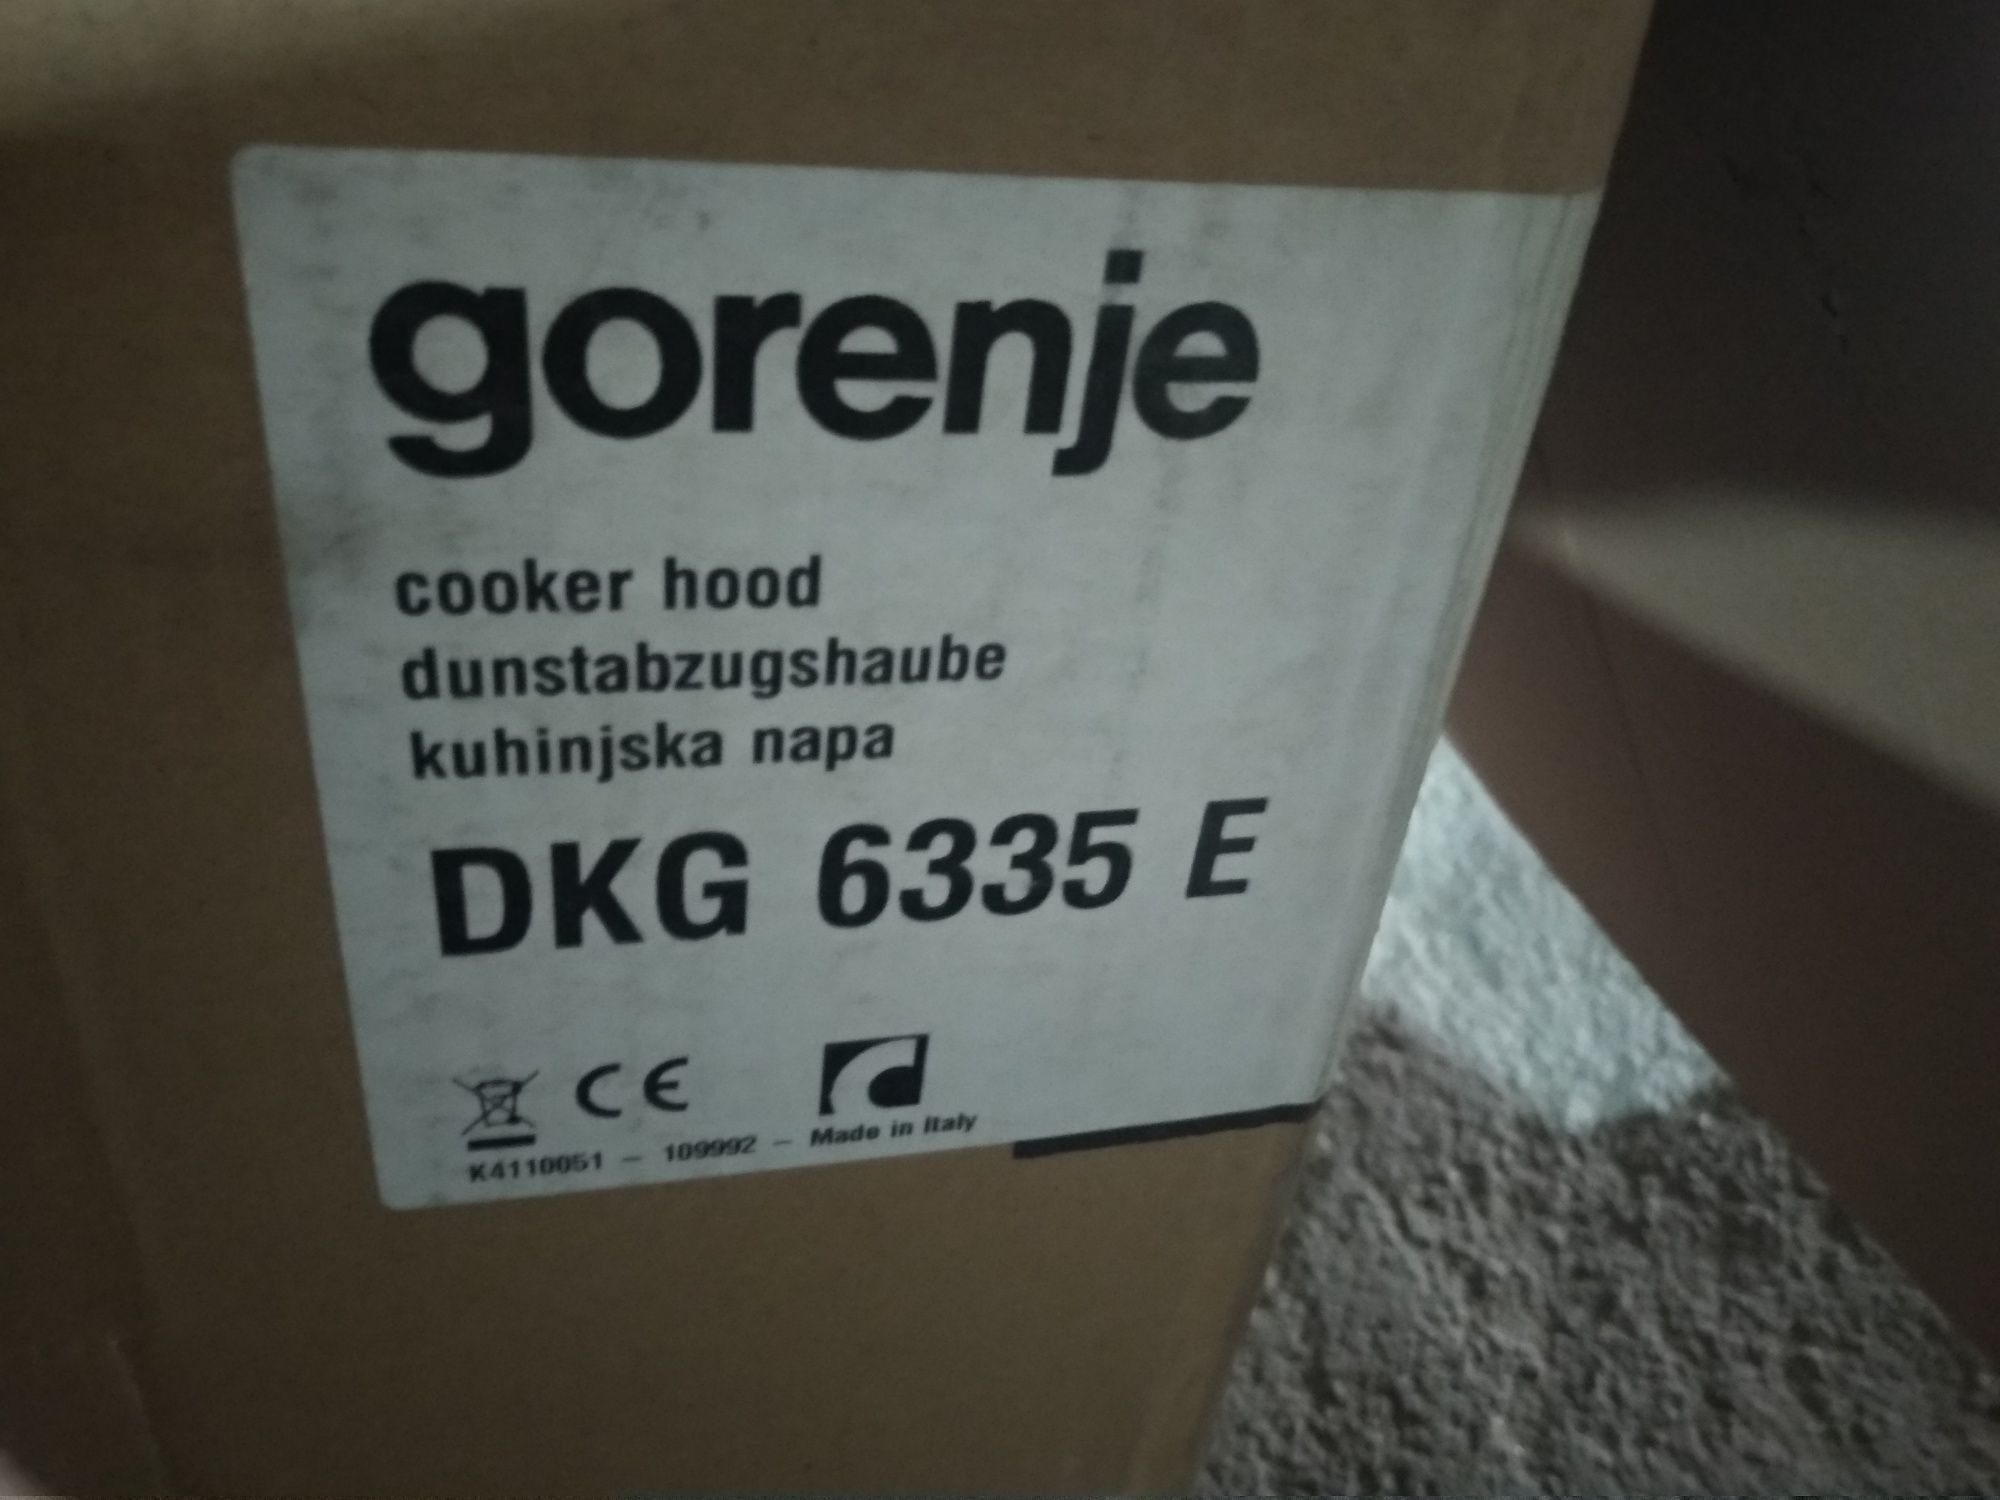 gorenje
cooker hood
dunstabzugshaube
kuhinjska napa
DKG 6335 E
CE
K4110051 – 109992 – Made in Italy